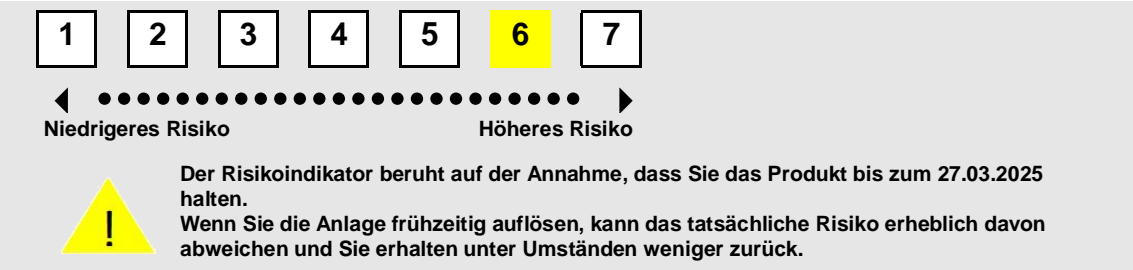 1 2 3 4 5 6 7
Niedrigeres Risiko Höheres Risiko
Der Risikoindikator beruht auf der Annahme, dass Sie das Produkt bis zum 27.03.2025
halten.
Wenn Sie die Anlage frühzeitig auflösen, kann das tatsächliche Risiko erheblich davon
! abweichen und Sie erhalten unter Umständen weniger zurück.